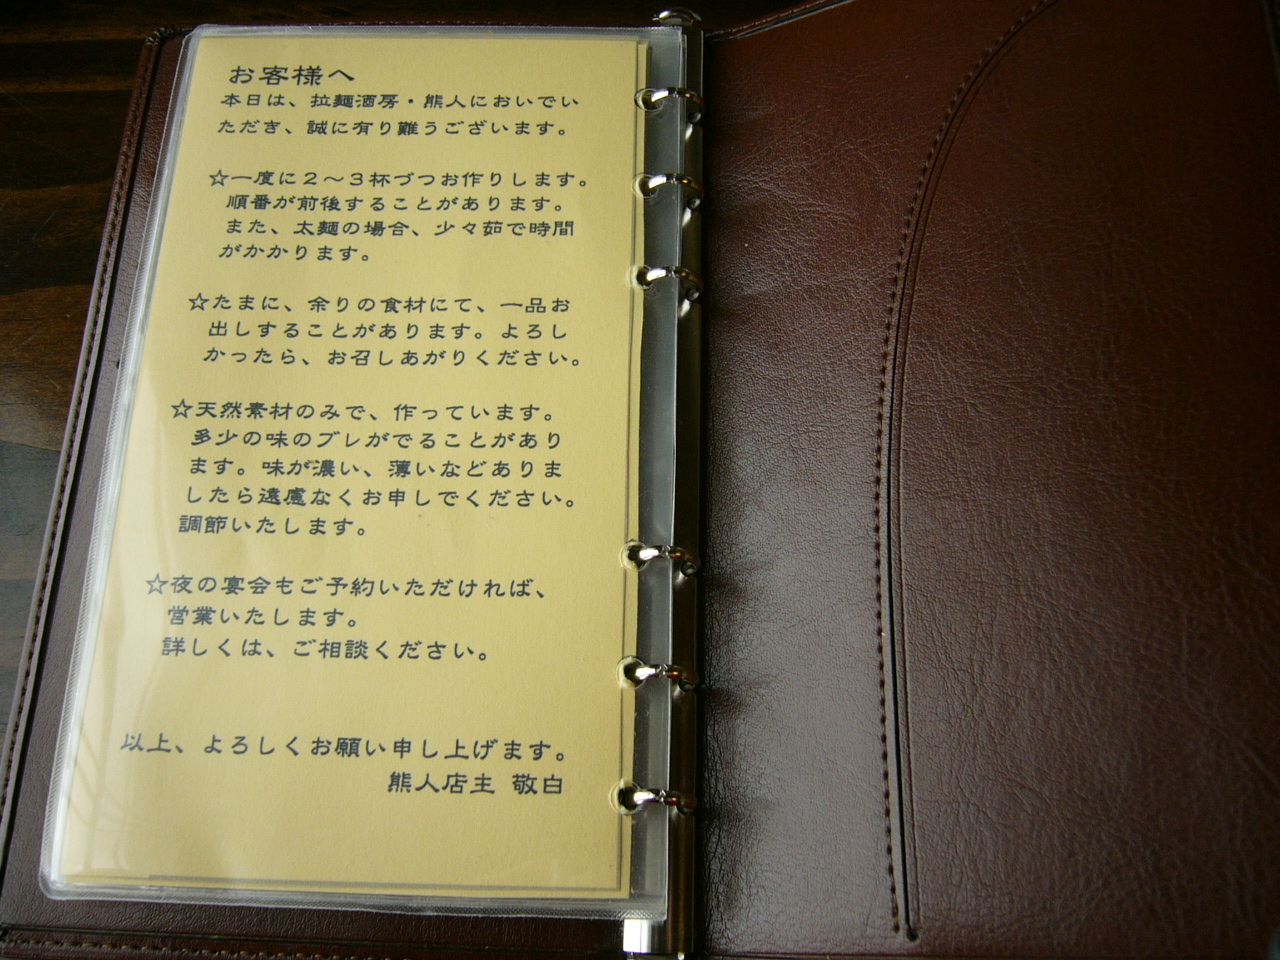 お客様へ
本日は、拉麺酒房・熊人においでい
ただき、誠に有り難うございます。
☆一度に２～３杯づつお作りします。
順番が前後することがあります。
また、太麺の場合、少々茹で時間
がかかります。
☆たまに、余りの食材にて、一品お
出しすることがあります。よろし
かったら、お召しあがりください。
☆天然素材のみで、作っています。
多少の味のブレがでることがあり
ます。味が濃い、薄いなどありま
したら遠慮なくお申しでください。
調節いたします。
☆夜の宴会もご予約いただければ、
営業いたします。
詳しくは、ご相談ください。
以上、よろしくお願い申し上げます。
熊人店主 敬白